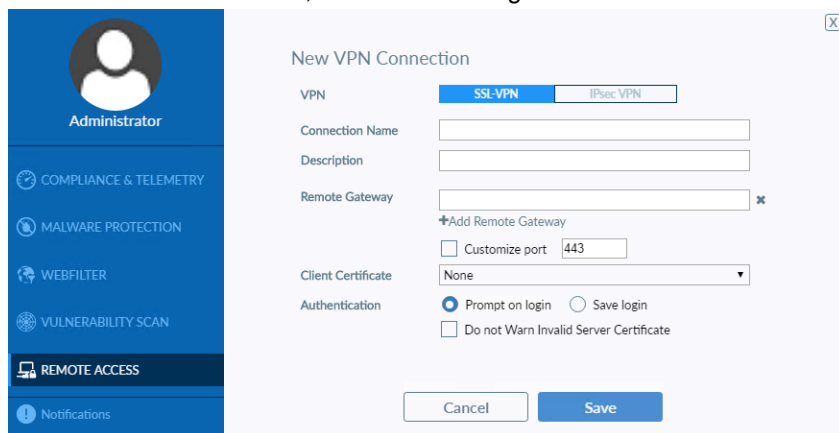 New VPN Connection
VPN SSL-VPN IPsec VPN
Administrator
Connection Name
Description
COMPLIANCE & TELEMETRY
Remote Gateway
+Add Remote Gateway
MALWARE PROTECTION
Customize port 443
WEBFILTER
Client Certificate None
Authentication Prompt on login Save login
VULNERABILITY SCAN
Do not Warn Invalid Server Certificate
REMOTE ACCESS
Notifications
Cancel Save